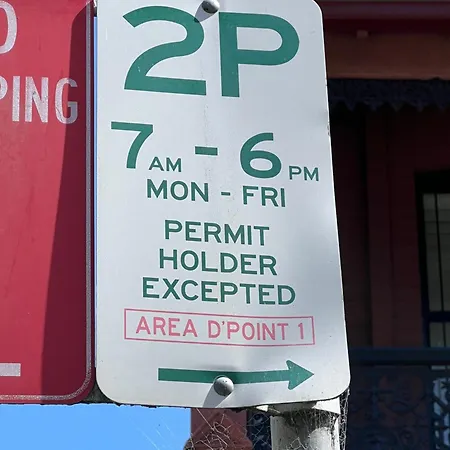 2P
7AM - 6PM
MON - FRI
PERMIT
HOLDER
EXCEPTED
AREA D'POINT 1
PING